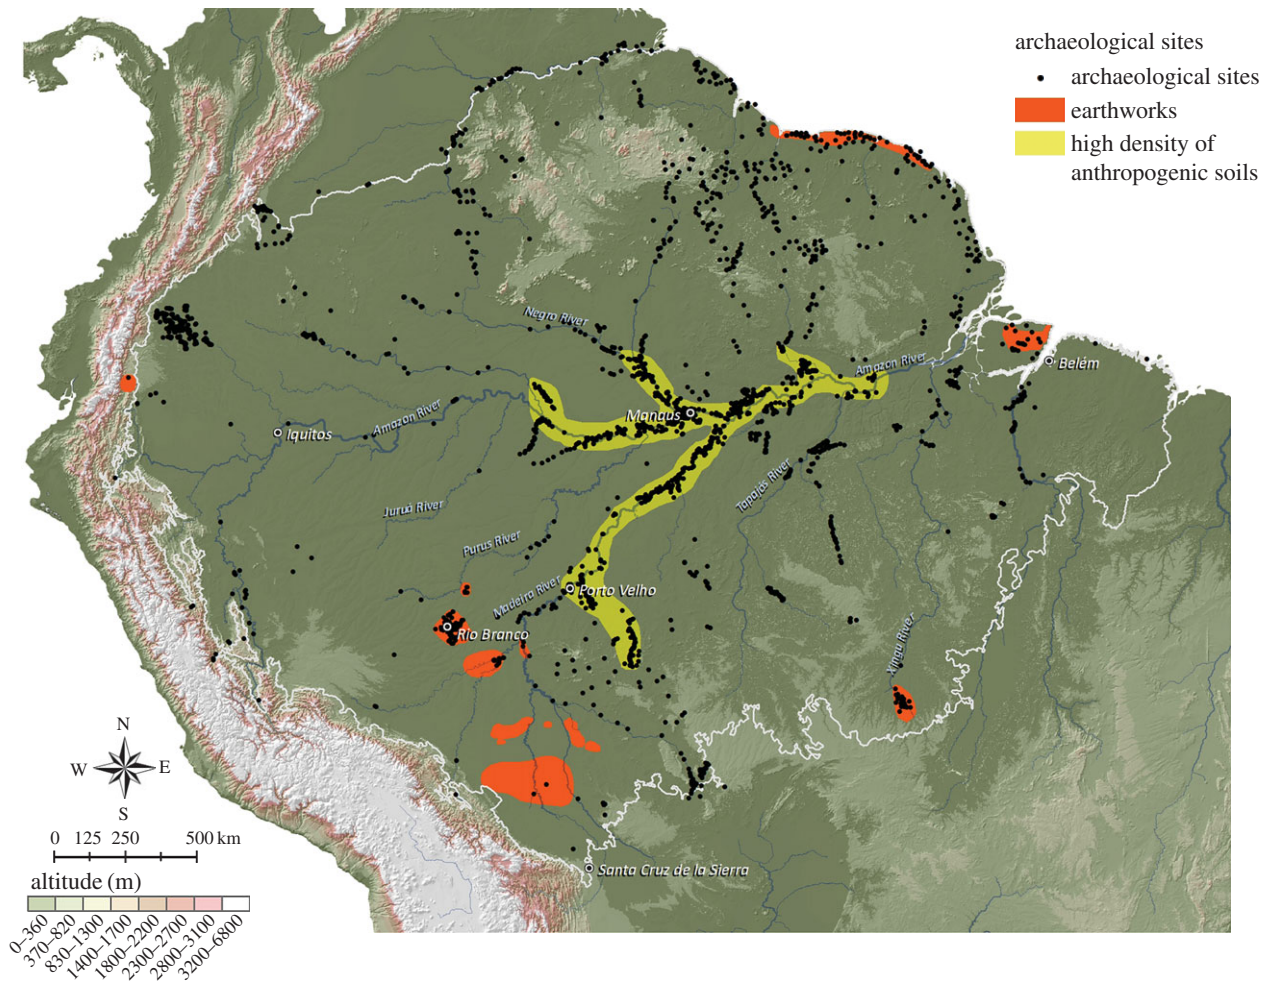 archaeological sites
archaeological sites
earthworks
high density of
anthropogenic soils
Negro River
Amazon River
Belém
Manaus
Amazon River
Iquitos
Tapajós River
Juruá River
Purus River
Madeira River
Porto Velho
Rio Branco
Xingu River
N
W
E
S
0 125 250 500 km
Santa Cruz de la Sierra
altitude (m)
0–360
370–820
830–1300
1400–1700
1800–2200
2300–2700
2800–3100
3200–6800